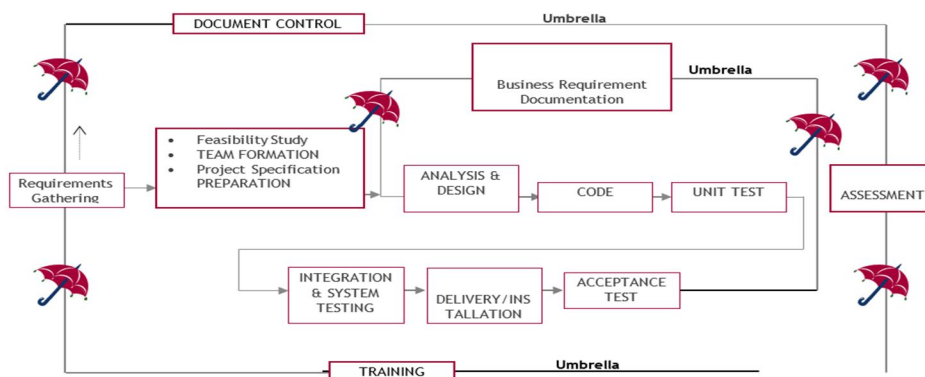 DOCUMENT CONTROL
Umbrella
Business Requirement
Documentation
Umbrella
• Feasibility Study
• TEAM FORMATION
• Project Specification
PREPARATION
Requirements
Gathering
ANALYSIS &
DESIGN
CODE
UNIT TEST
ASSESSMENT
INTEGRATION
& SYSTEM
TESTING
DELIVERY/INS
TALLATION
ACCEPTANCE
TEST
TRAINING
Umbrella